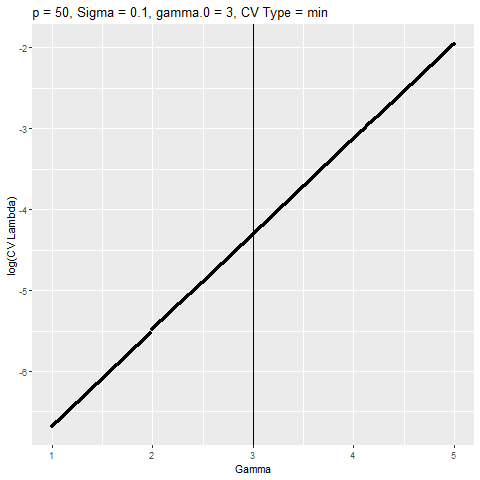 p = 50, Sigma = 0.1, gamma.0 = 3, CV Type = min
-2
-3
-4
-5
-6
log(CV Lambda)
1 2 3 4 5
Gamma